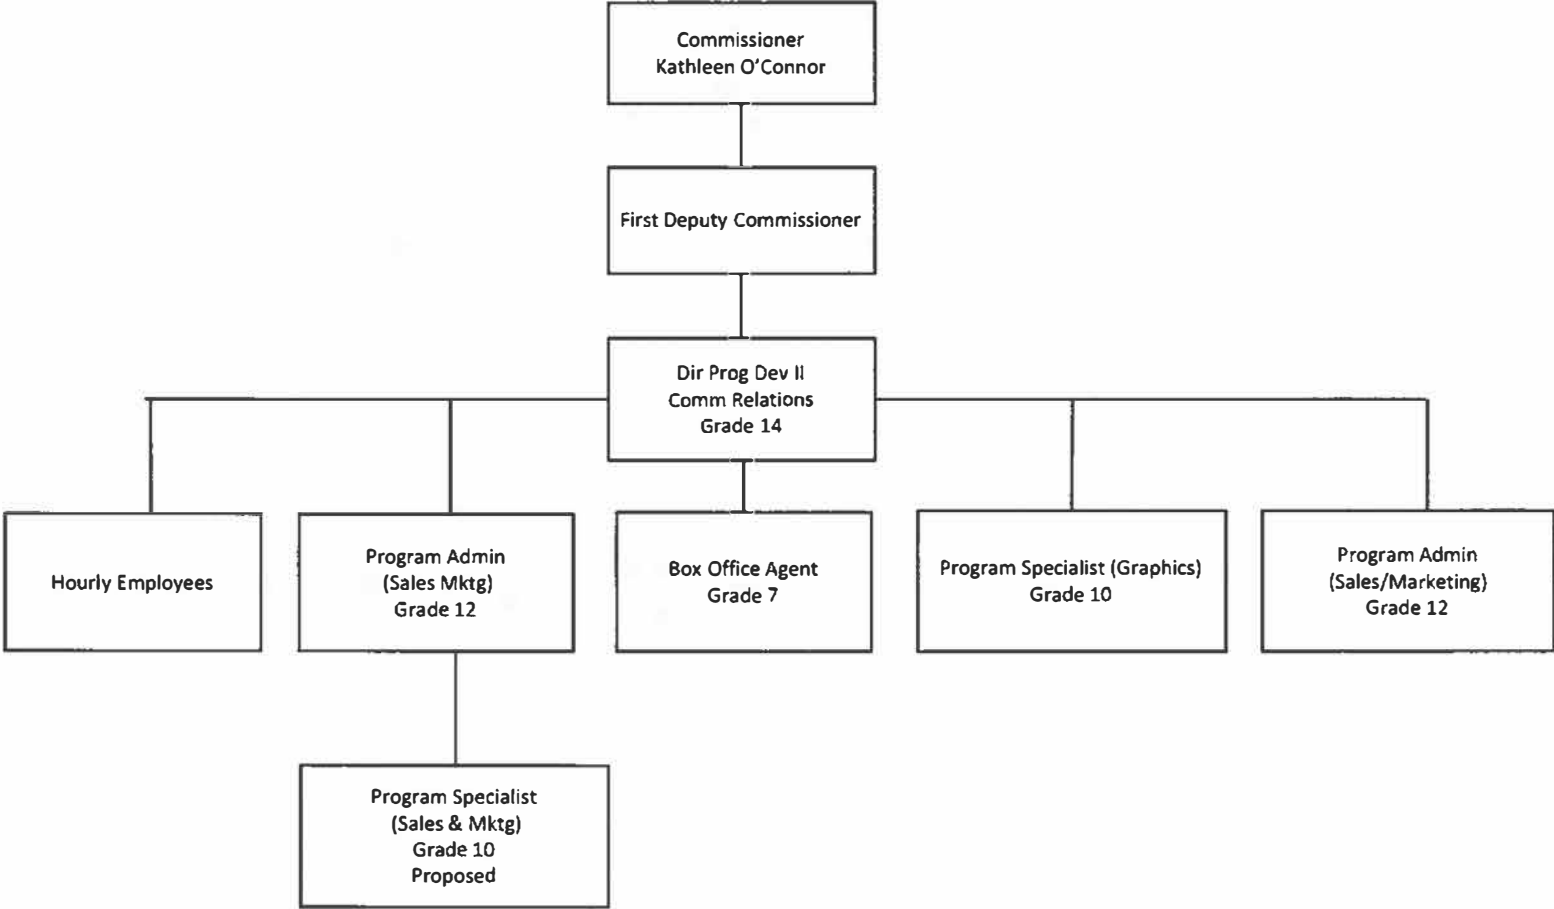 Commissioner
Kathleen O'Connor
First Deputy Commissioner
Dir Prog Dev II
Comm Relations
Grade 14
Hourly Employees
Program Admin
(Sales Mktg)
Grade 12
Box Office Agent
Grade 7
Program Specialist (Graphics)
Grade 10
Program Admin
(Sales/Marketing)
Grade 12
Program Specialist
(Sales & Mktg)
Grade 10
Proposed